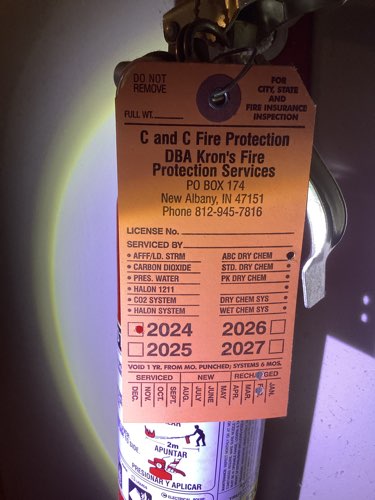 DO NOT
REMOVE
FOR
CITY, STATE
AND
FIRE INSURANCE
INSPECTION
FULL WT.
C and C Fire Protection
DBA Kron's Fire
Protection Services
PO BOX 174
New Albany, IN 47151
Phone 812-945-7816
LICENSE No.
SERVICED BY
• AFFF/LD. STRM
• CARBON DIOXIDE
• PRES. WATER
• HALON 1211
• CO2 SYSTEM
• HALON SYSTEM
ABC DRY CHEM
STD. DRY CHEM •
PK DRY CHEM •
DRY CHEM SYS •
WET CHEM SYS •
2024 2026
2025 2027
VOID 1 YR. FROM MO. PUNCHED; SYSTEMS 6 MOS.
SERVICED NEW RECHARGED
DEC. NOV. OCT. SEPT. AUG. JULY JUNE MAY APR. MAR. JAN.
2m
APUNTAR
PRESIONAR Y APLICAR